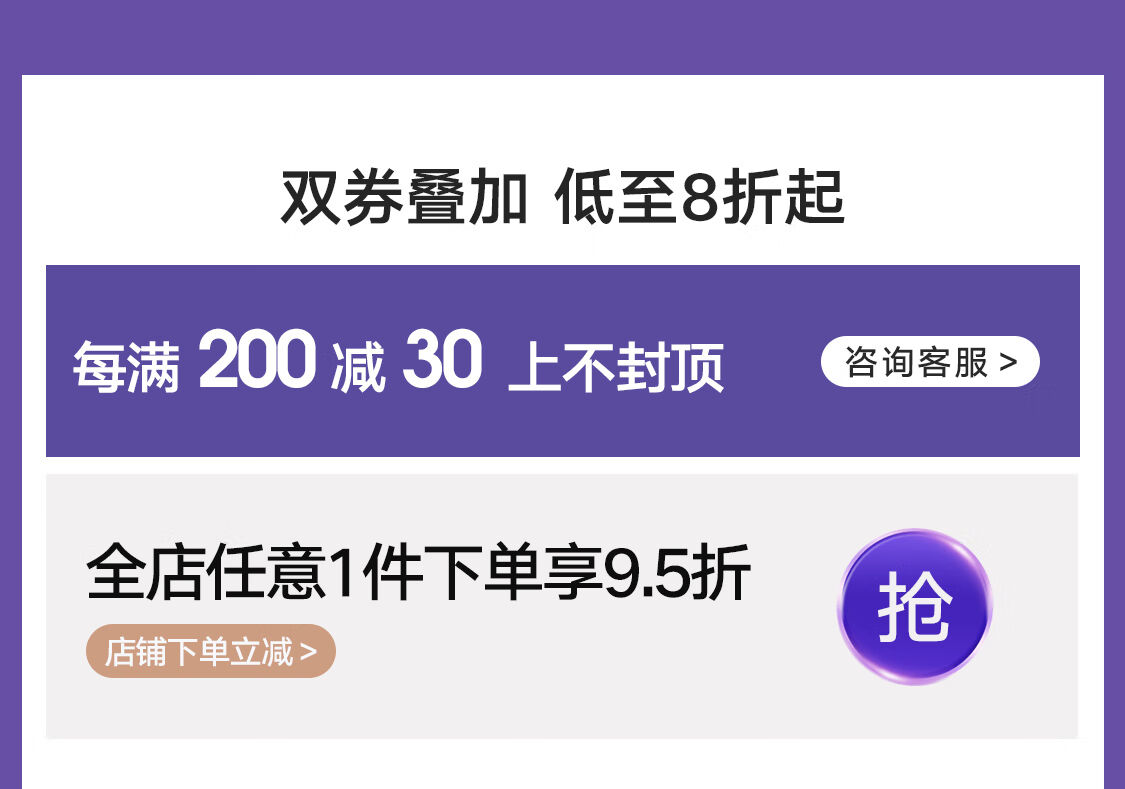 双券叠加 低至8折起
每满 200 减 30 上不封顶
咨询客服 >
全店任意1件下单享9.5折
店铺下单立减 >
抢